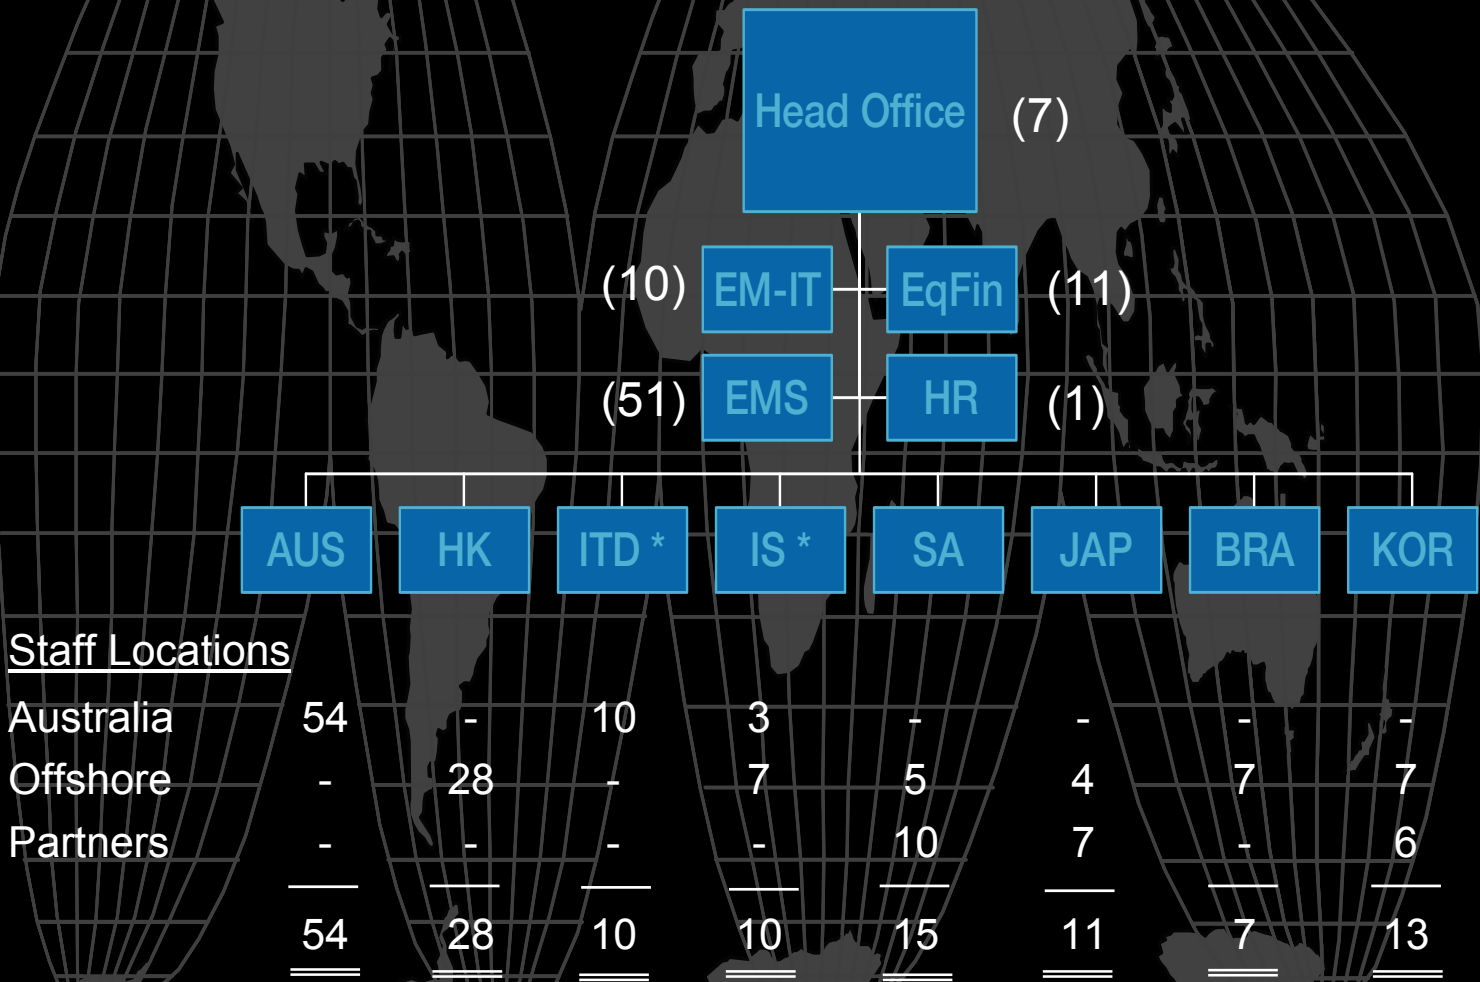 Head Office (7)
(10) EM-IT EqFin (11)
(51) EMS HR (1)
AUS HK ITD * IS * SA JAP BRA KOR
Staff Locations
Australia 54 - 10 3 - - - -
Offshore - 28 - 7 5 4 7 7
Partners - - - - 10 7 - 6
54 28 10 10 15 11 7 13